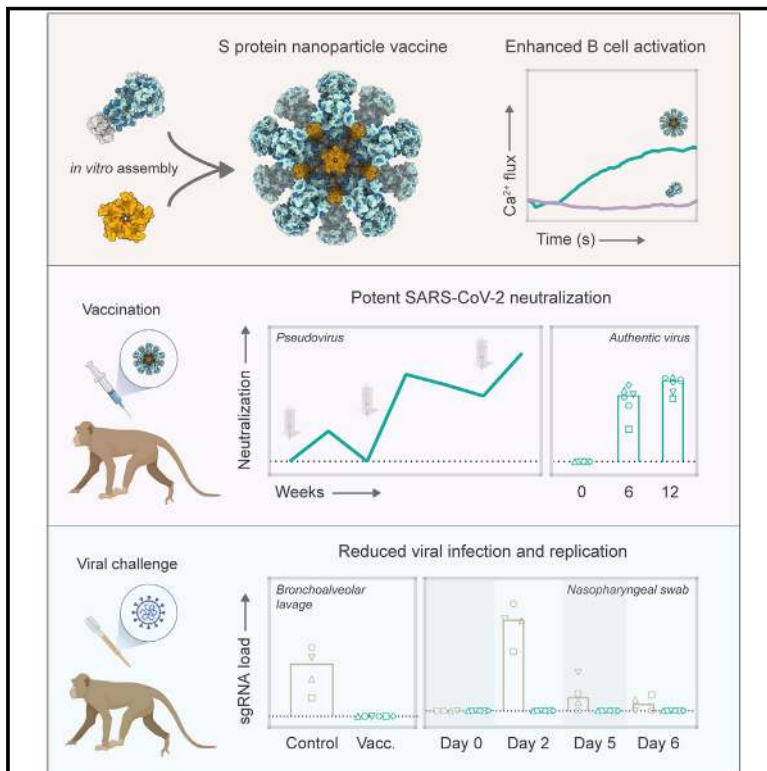 S protein nanoparticle vaccine
Enhanced B cell activation
in vitro assembly
Ca2+ flux
Time (s)
Potent SARS-CoV-2 neutralization
Vaccination
Neutralization
Pseudovirus
Authentic virus
Weeks
0 6 12
Reduced viral infection and replication
Viral challenge
sgRNA load
Bronchoalveolar
lavage
Nasopharyngeal swab
Control Vacc. Day 0 Day 2 Day 5 Day 6